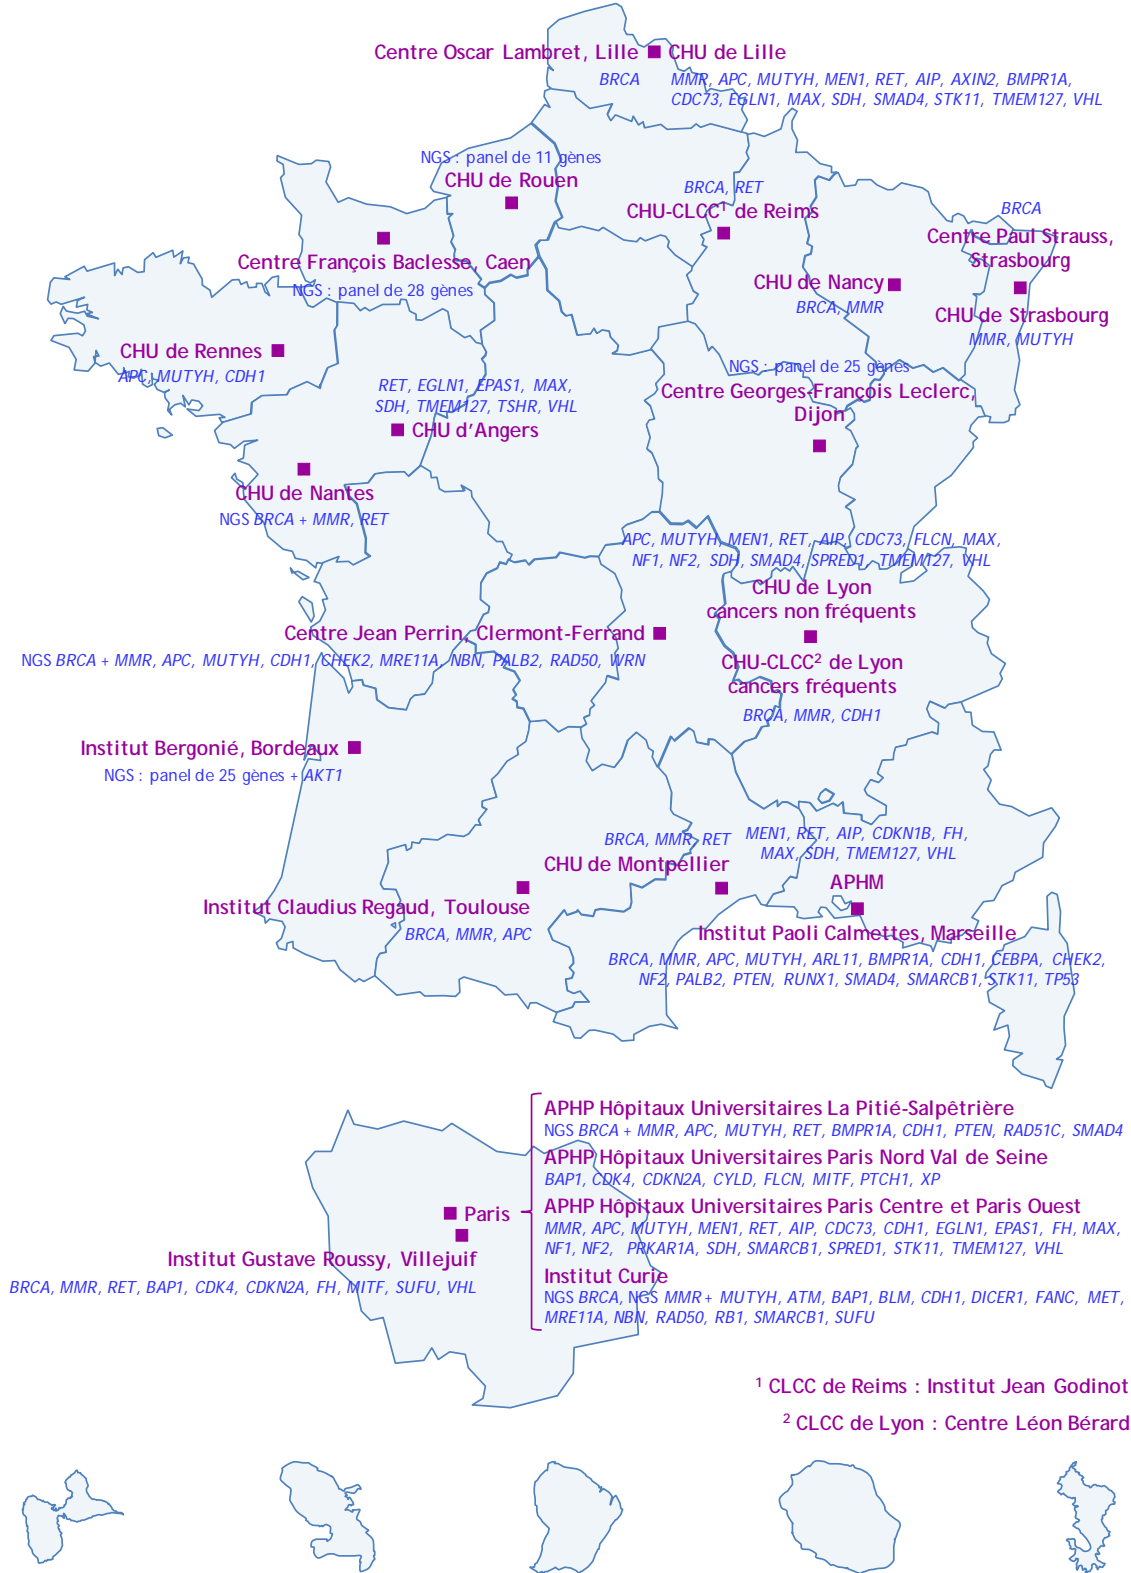 Centre Oscar Lambret, Lille CHU de Lille
BRCA MMR, APC, MUTYH, MEN1, RET, AIP, AXIN2, BMPR1A,
CDC73, EGLN1, MAX, SDH, SMAD4, STK11, TMEM127, VHL
NGS : panel de 11 gènes
CHU de Rouen
BRCA, RET
CHU-CLCC¹ de Reims
BRCA
Centre Paul Strauss,
Strasbourg
Centre François Baclesse, Caen
NGS : panel de 28 gènes
CHU de Nancy
BRCA, MMR
CHU de Strasbourg
MMR, MUTYH
CHU de Rennes
APC, MUTYH, CDH1
RET, EGLN1, EPAS1, MAX,
SDH, TMEM127, TSHR, VHL
CHU d'Angers
NGS : panel de 25 gènes
Centre Georges-François Leclerc,
Dijon
CHU de Nantes
NGS BRCA + MMR, RET
APC, MUTYH, MEN1, RET, AIP, CDC73, FLCN, MAX,
NF1, NF2, SDH, SMAD4, SPRED1, TMEM127, VHL
CHU de Lyon
cancers non fréquents
Centre Jean Perrin, Clermont-Ferrand
NGS BRCA + MMR, APC, MUTYH, CDH1, CHEK2, MRE11A, NBN, PALB2, RAD50, WRN
CHU-CLCC² de Lyon
cancers fréquents
BRCA, MMR, CDH1
Institut Bergonié, Bordeaux
NGS : panel de 25 gènes + AKT1
BRCA, MMR, RET
CHU de Montpellier
MEN1, RET, AIP, CDKN1B, FH,
MAX, SDH, TMEM127, VHL
APHM
Institut Claudius Regaud, Toulouse
BRCA, MMR, APC
Institut Paoli Calmettes, Marseille
BRCA, MMR, APC, MUTYH, ARL11, BMPR1A, CDH1, CEBPA, CHEK2,
NF2, PALB2, PTEN, RUNX1, SMAD4, SMARCB1, STK11, TP53
APHP Hôpitaux Universitaires La Pitié-Salpêtrière
NGS BRCA + MMR, APC, MUTYH, RET, BMPR1A, CDH1, PTEN, RAD51C, SMAD4
APHP Hôpitaux Universitaires Paris Nord Val de Seine
BAP1, CDK4, CDKN2A, CYLD, FLCN, MITF, PTCH1, XP
Paris
APHP Hôpitaux Universitaires Paris Centre et Paris Ouest
MMR, APC, MUTYH, MEN1, RET, AIP, CDC73, CDH1, EGLN1, EPAS1, FH, MAX,
NF1, NF2, PRKAR1A, SDH, SMARCB1, SPRED1, STK11, TMEM127, VHL
Institut Gustave Roussy, Villejuif
BRCA, MMR, RET, BAP1, CDK4, CDKN2A, FH, MITF, SUFU, VHL
Institut Curie
NGS BRCA, NGS MMR + MUTYH, ATM, BAP1, BLM, CDH1, DICER1, FANC, MET,
MRE11A, NBN, RAD50, RB1, SMARCB1, SUFU
¹ CLCC de Reims : Institut Jean Godinot
² CLCC de Lyon : Centre Léon Bérard